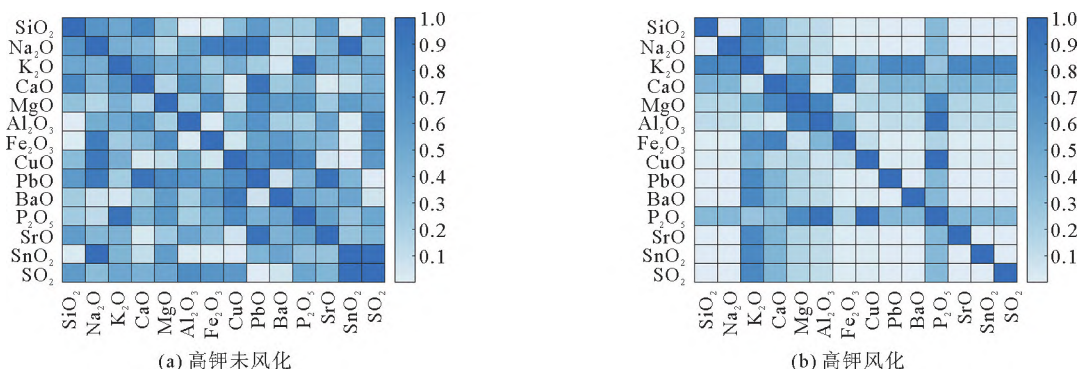 SiO₂
Na₂O
K₂O
CaO
MgO
Al₂O₃
Fe₂O₃
CuO
PbO
BaO
P₂O₅
SrO
SnO₂
SO₂
SiO₂ Na₂O K₂O CaO MgO Al₂O₃ Fe₂O₃ CuO PbO BaO P₂O₅ SrO SnO₂ SO₂
1.0
0.9
0.8
0.7
0.6
0.5
0.4
0.3
0.2
0.1
(a) 高钾未风化
SiO₂
Na₂O
K₂O
CaO
MgO
Al₂O₃
Fe₂O₃
CuO
PbO
BaO
P₂O₅
SrO
SnO₂
SO₂
SiO₂ Na₂O K₂O CaO MgO Al₂O₃ Fe₂O₃ CuO PbO BaO P₂O₅ SrO SnO₂ SO₂
1.0
0.9
0.8
0.7
0.6
0.5
0.4
0.3
0.2
0.1
(b) 高钾风化